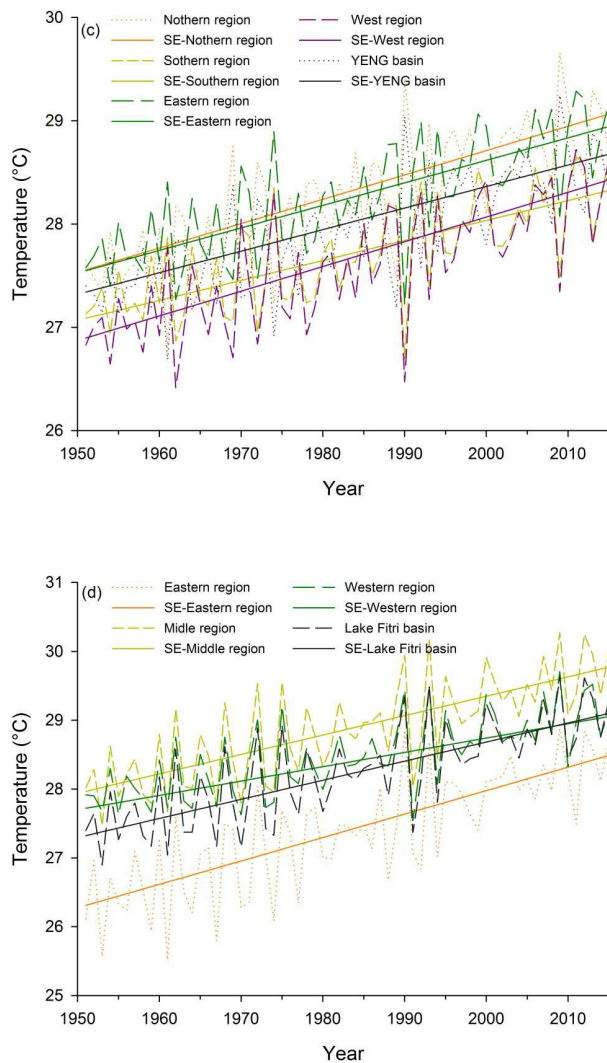 30
(c)
Nothern region
West region
SE-Nothern region
SE-West region
Sothern region
YENG basin
SE-Southern region
SE-YENG basin
Eastern region
SE-Eastern region
29
28
27
26
Temperature (°C)
1950 1960 1970 1980 1990 2000 2010
Year
31
(d)
Eastern region
Western region
SE-Eastern region
SE-Western region
Midle region
Lake Fitri basin
SE-Middle region
SE-Lake Fitri basin
30
29
28
27
26
25
Temperature (°C)
1950 1960 1970 1980 1990 2000 2010
Year